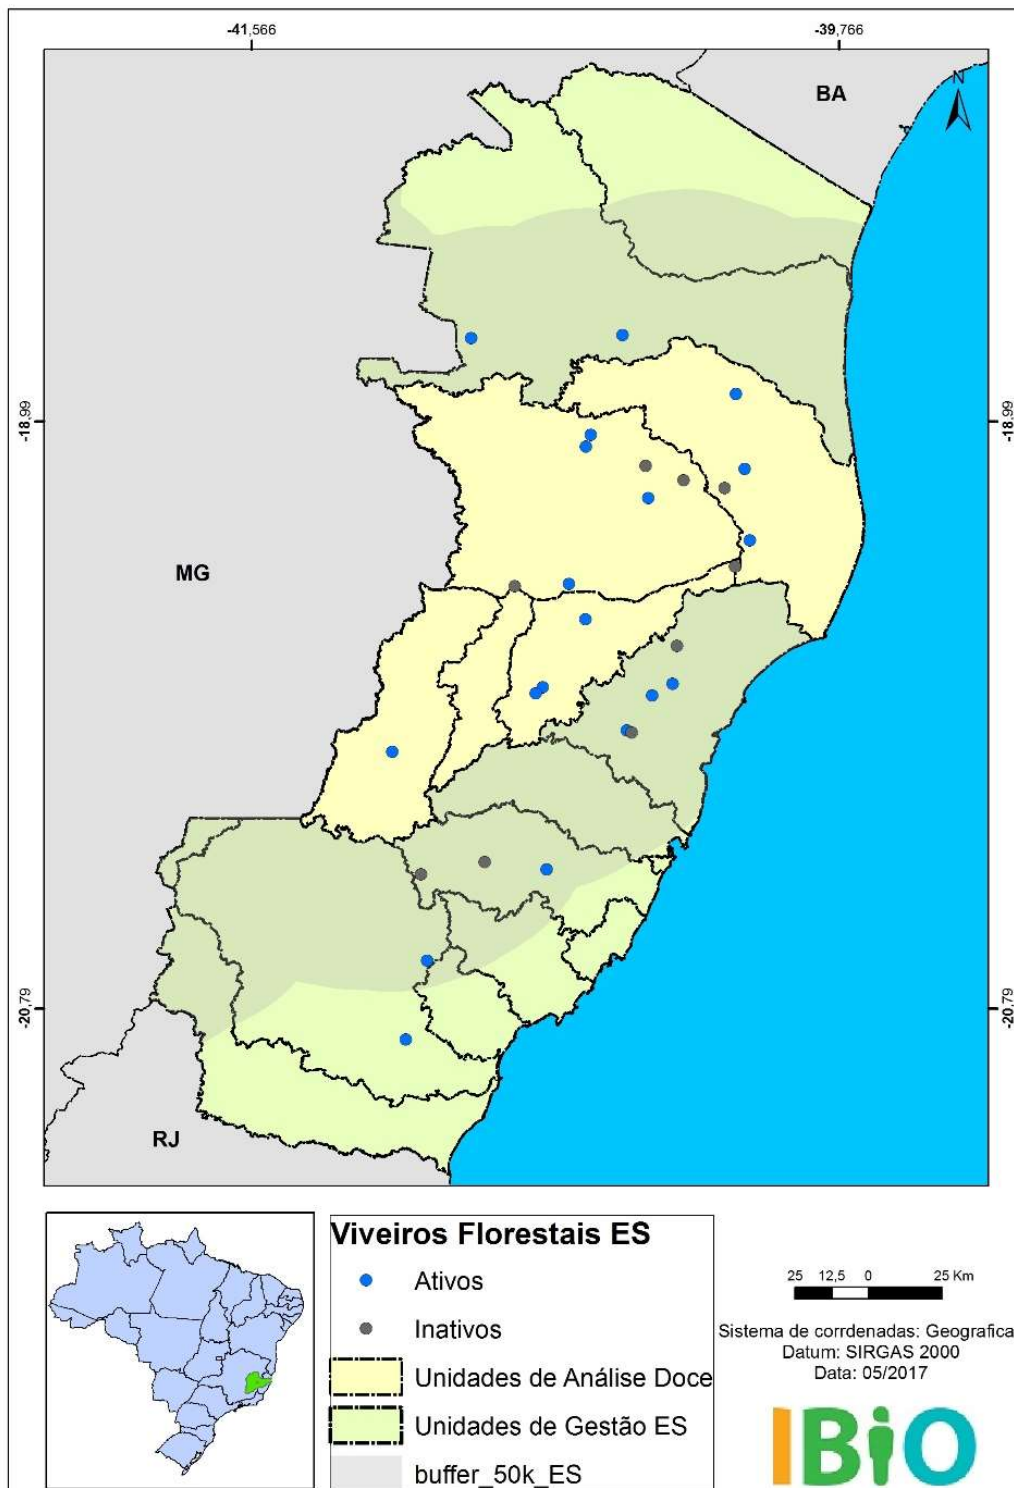 -41,566
-39,766
BA
N
-18,99
-18,99
MG
-20,79
-20,79
RJ
Viveiros Florestais ES
Ativos
Inativos
Unidades de Análise Doce
Unidades de Gestão ES
buffer_50k_ES
25 12,5 0 25 Km
Sistema de corrdenadas: Geografica
Datum: SIRGAS 2000
Data: 05/2017
IBiO